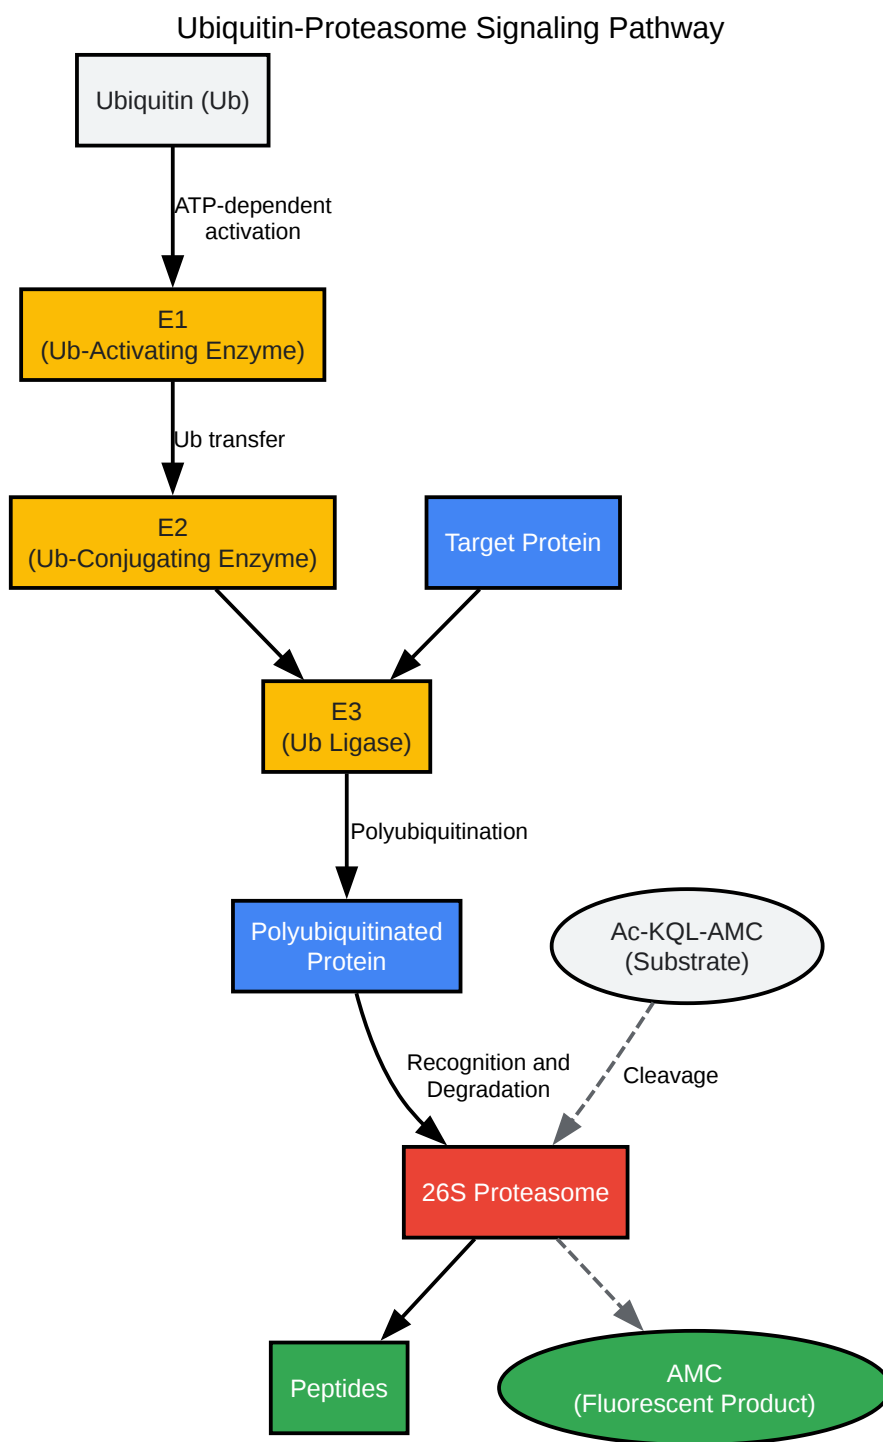 Ubiquitin-Proteasome Signaling Pathway
Ubiquitin (Ub)
ATP-dependent
activation
E1
(Ub-Activating Enzyme)
Ub transfer
E2
(Ub-Conjugating Enzyme)
Target Protein
E3
(Ub Ligase)
Polyubiquitination
Polyubiquitinated
Protein
Ac-KQL-AMC
(Substrate)
Recognition and
Degradation
Cleavage
26S Proteasome
Peptides
AMC
(Fluorescent Product)